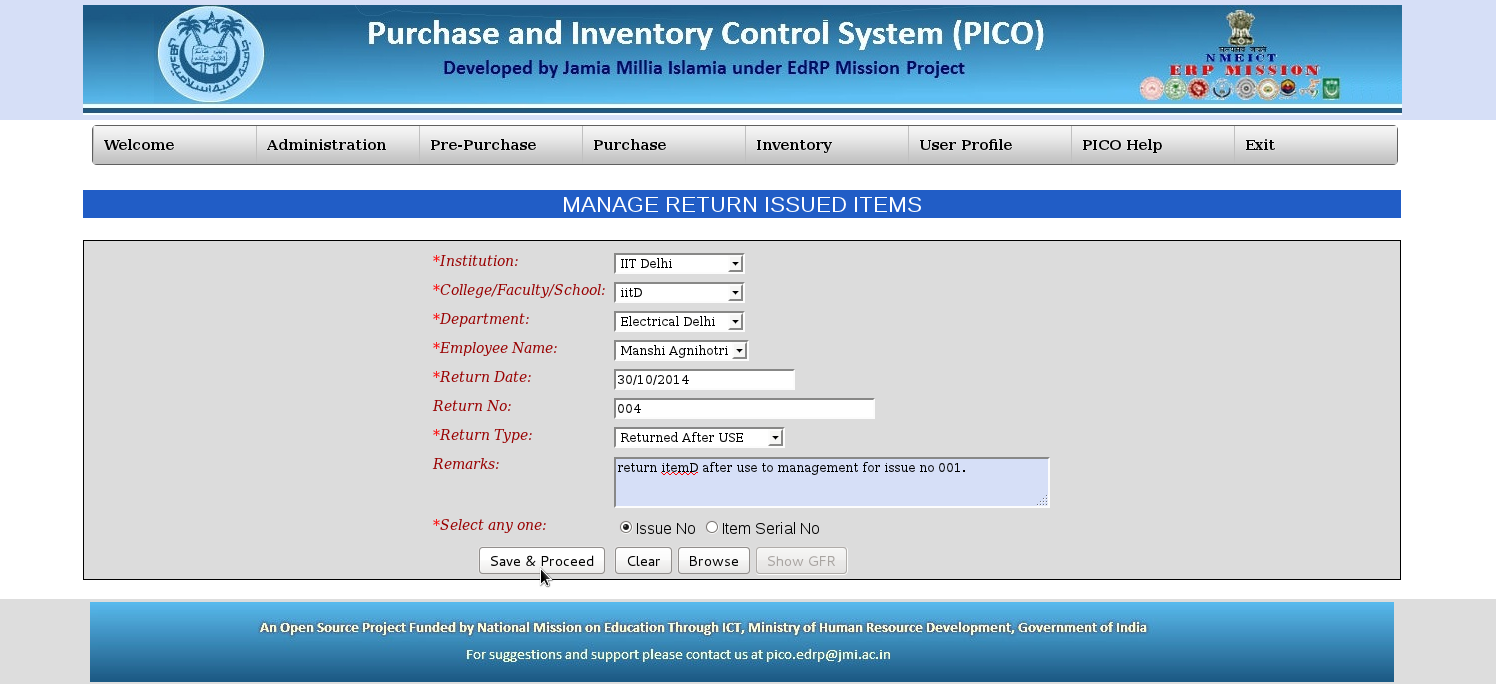 Purchase and Inventory Control System (PICO)
Developed by Jamia Millia Islamia under EdRP Mission Project
NMEICT
ERP MISSION
Welcome Administration Pre-Purchase Purchase Inventory User Profile PICO Help Exit
MANAGE RETURN ISSUED ITEMS
*Institution: IIT Delhi
*College/Faculty/School: iitD
*Department: Electrical Delhi
*Employee Name: Manshi Agnihotri
*Return Date: 30/10/2014
Return No: 004
*Return Type: Returned After USE
Remarks: return itemD after use to management for issue no 001.
*Select any one: Issue No Item Serial No
Save & Proceed Clear Browse Show GFR
An Open Source Project Funded by National Mission on Education Through ICT, Ministry of Human Resource Development, Government of India
For suggestions and support please contact us at pico.edrp@jmi.ac.in